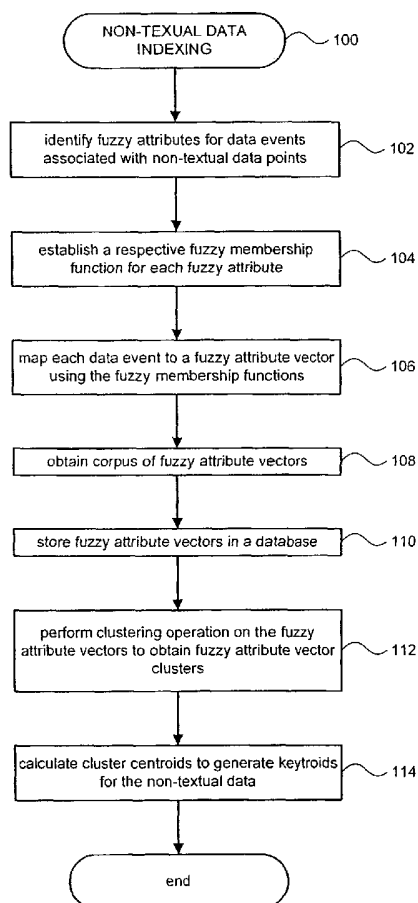 NON-TEXUAL DATA
INDEXING
100
identify fuzzy attributes for data events
associated with non-textual data points
102
establish a respective fuzzy membership
function for each fuzzy attribute
104
map each data event to a fuzzy attribute vector
using the fuzzy membership functions
106
obtain corpus of fuzzy attribute vectors
108
store fuzzy attribute vectors in a database
110
perform clustering operation on the fuzzy
attribute vectors to obtain fuzzy attribute vector
clusters
112
calculate cluster centroids to generate keytroids
for the non-textual data
114
end